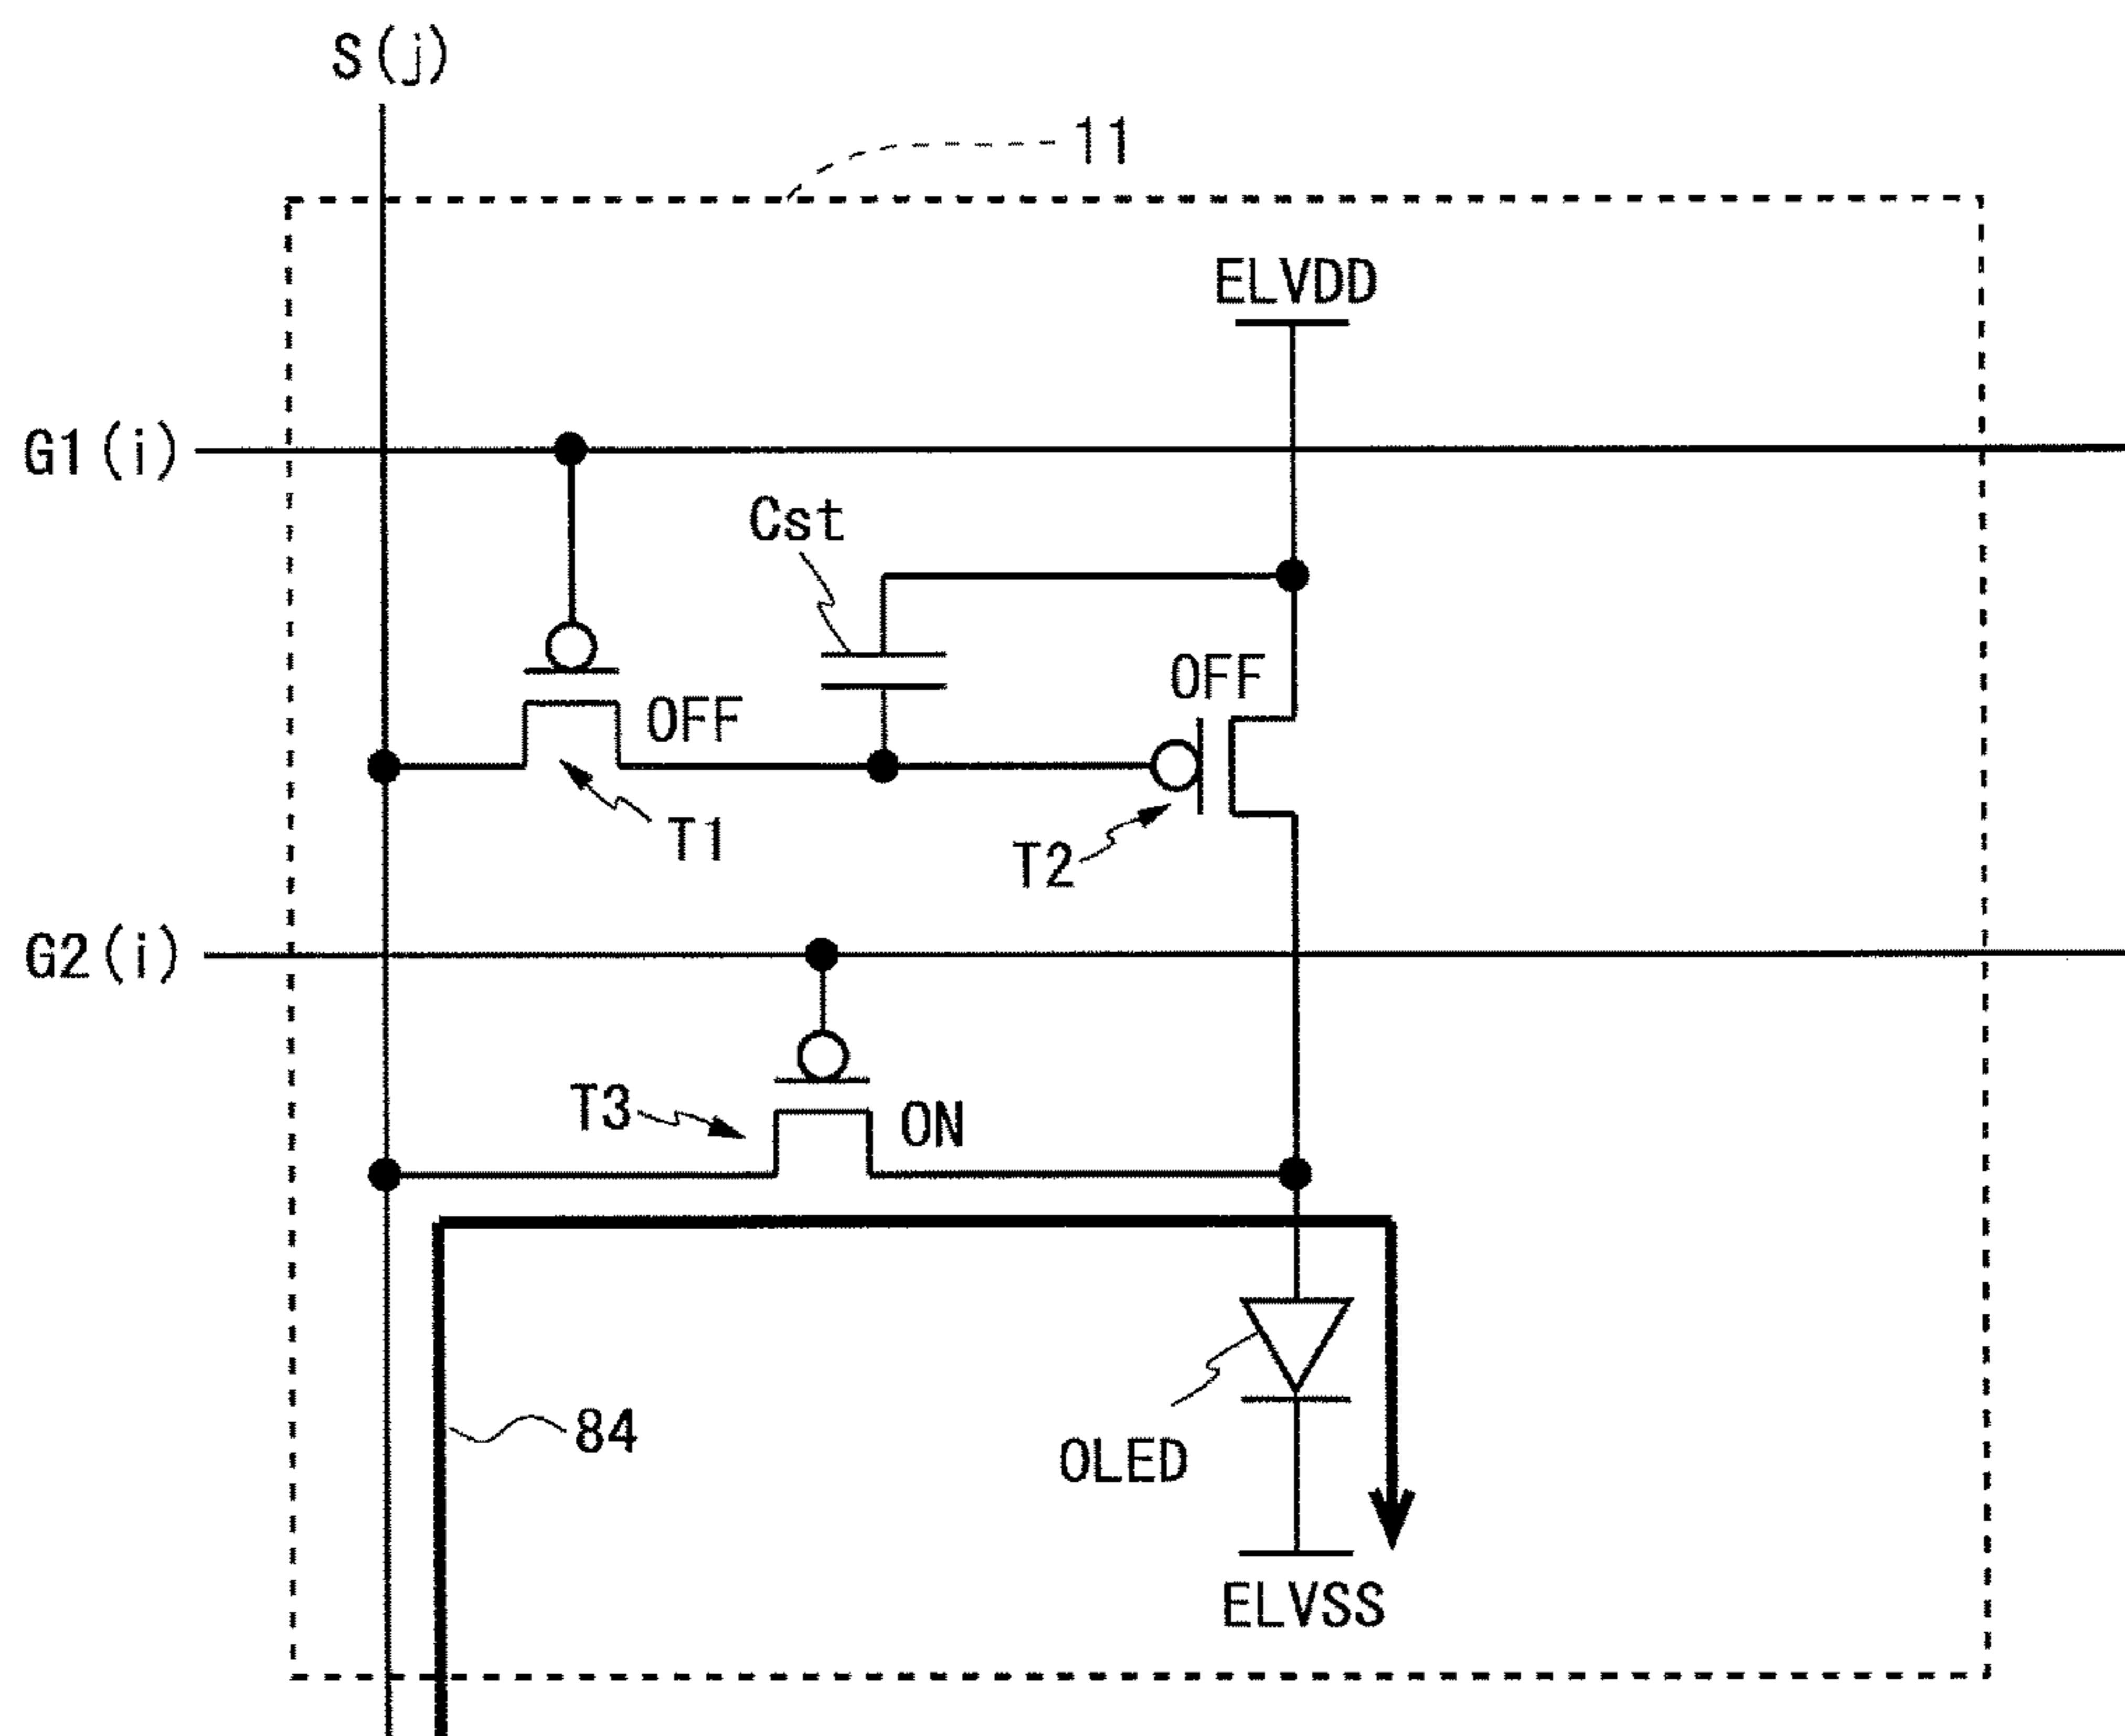 S(j)
11
ELVDD
G1(i)
Cst
OFF
OFF
T1
T2
G2(i)
T3
ON
84
OLED
ELVSS